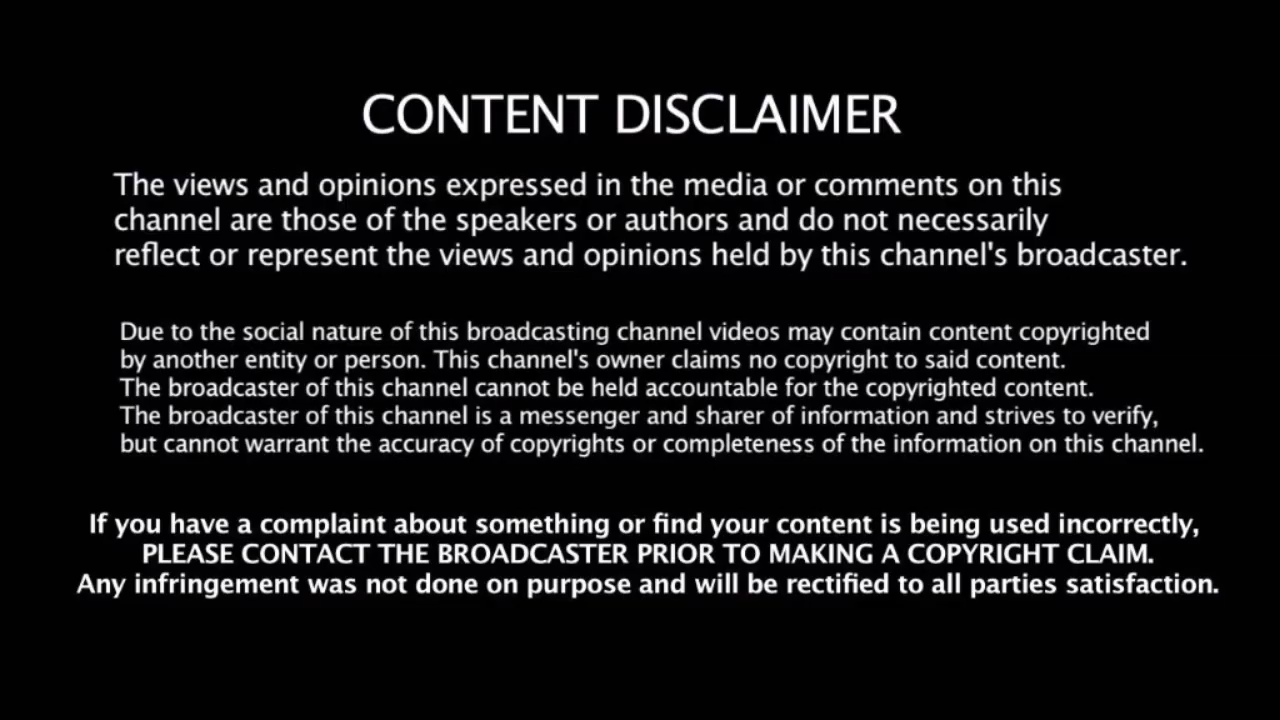 CONTENT DISCLAIMER
The views and opinions expressed in the media or comments on this
channel are those of the speakers or authors and do not necessarily
reflect or represent the views and opinions held by this channel's broadcaster.
Due to the social nature of this broadcasting channel videos may contain content copyrighted
by another entity or person. This channel's owner claims no copyright to said content.
The broadcaster of this channel cannot be held accountable for the copyrighted content.
The broadcaster of this channel is a messenger and sharer of information and strives to verify,
but cannot warrant the accuracy of copyrights or completeness of the information on this channel.
If you have a complaint about something or find your content is being used incorrectly,
PLEASE CONTACT THE BROADCASTER PRIOR TO MAKING A COPYRIGHT CLAIM.
Any infringement was not done on purpose and will be rectified to all parties satisfaction.